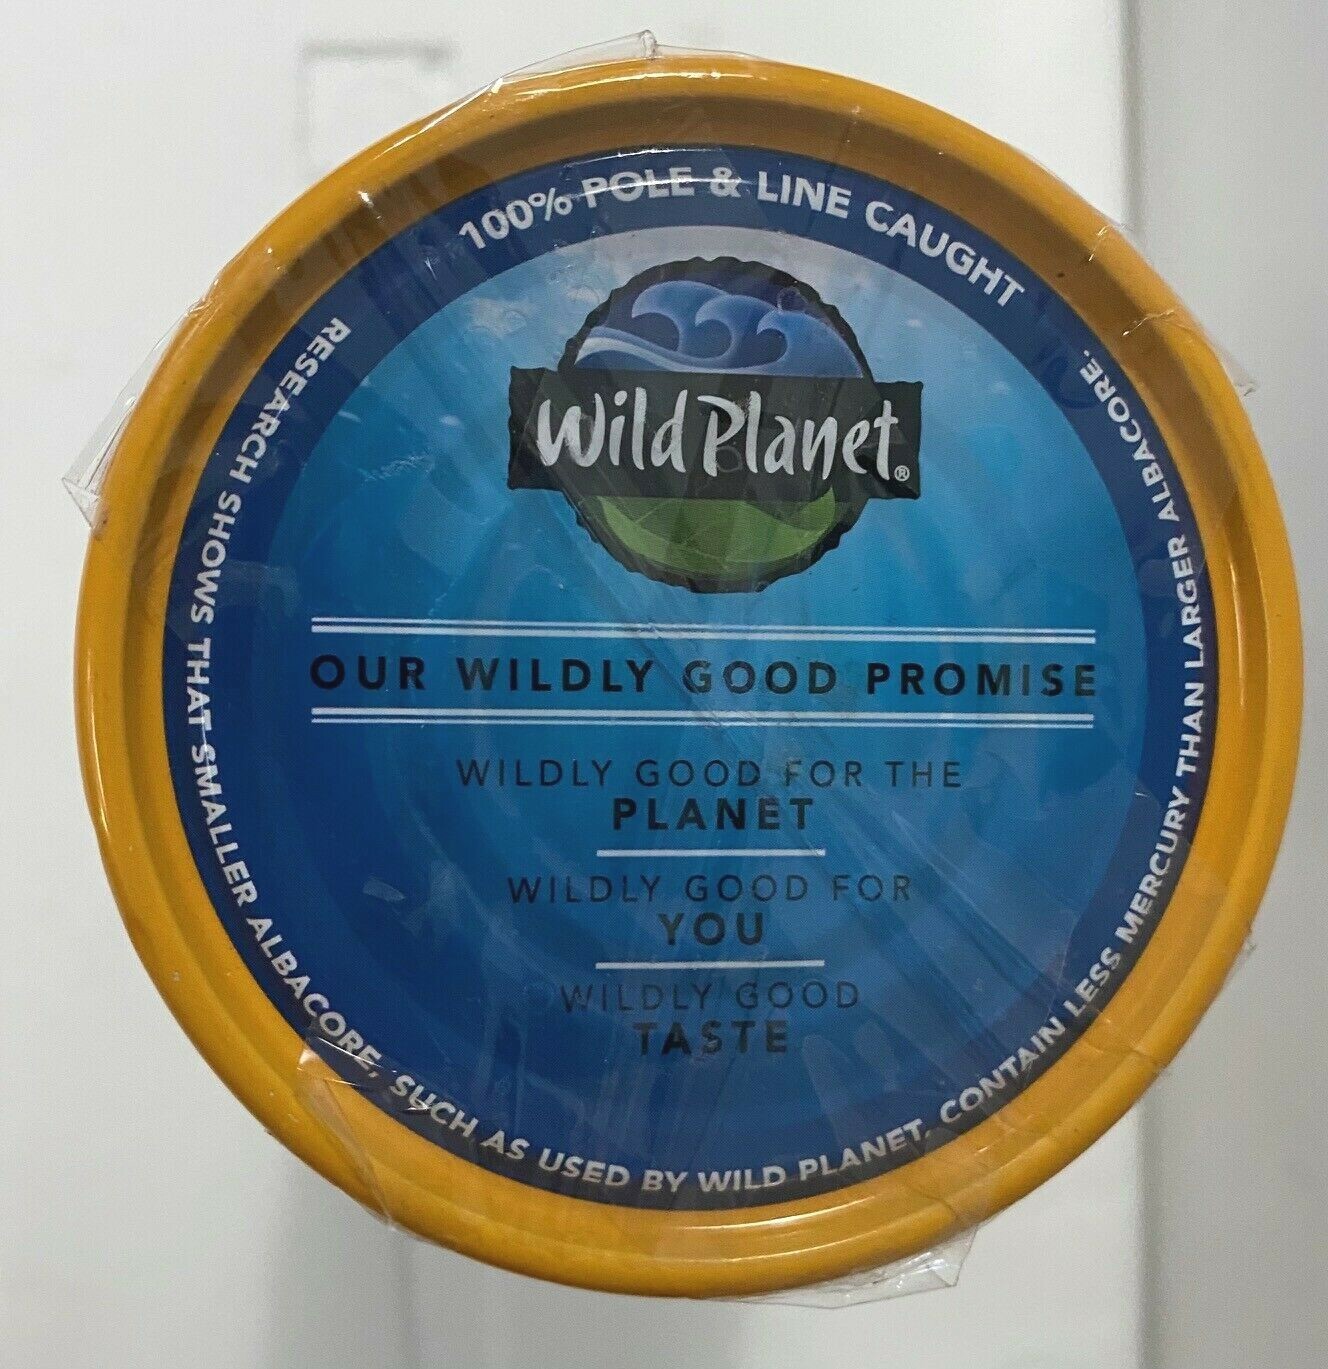 100% POLE & LINE CAUGHT
Wild Planet®
OUR WILDLY GOOD PROMISE
WILDLY GOOD FOR THE
PLANET
WILDLY GOOD FOR
YOU
WILDLY GOOD
TASTE
RESEARCH SHOWS THAT SMALLER ALBACORE, SUCH AS USED BY WILD PLANET, CONTAIN LESS MERCURY THAN LARGER ALBACORE.